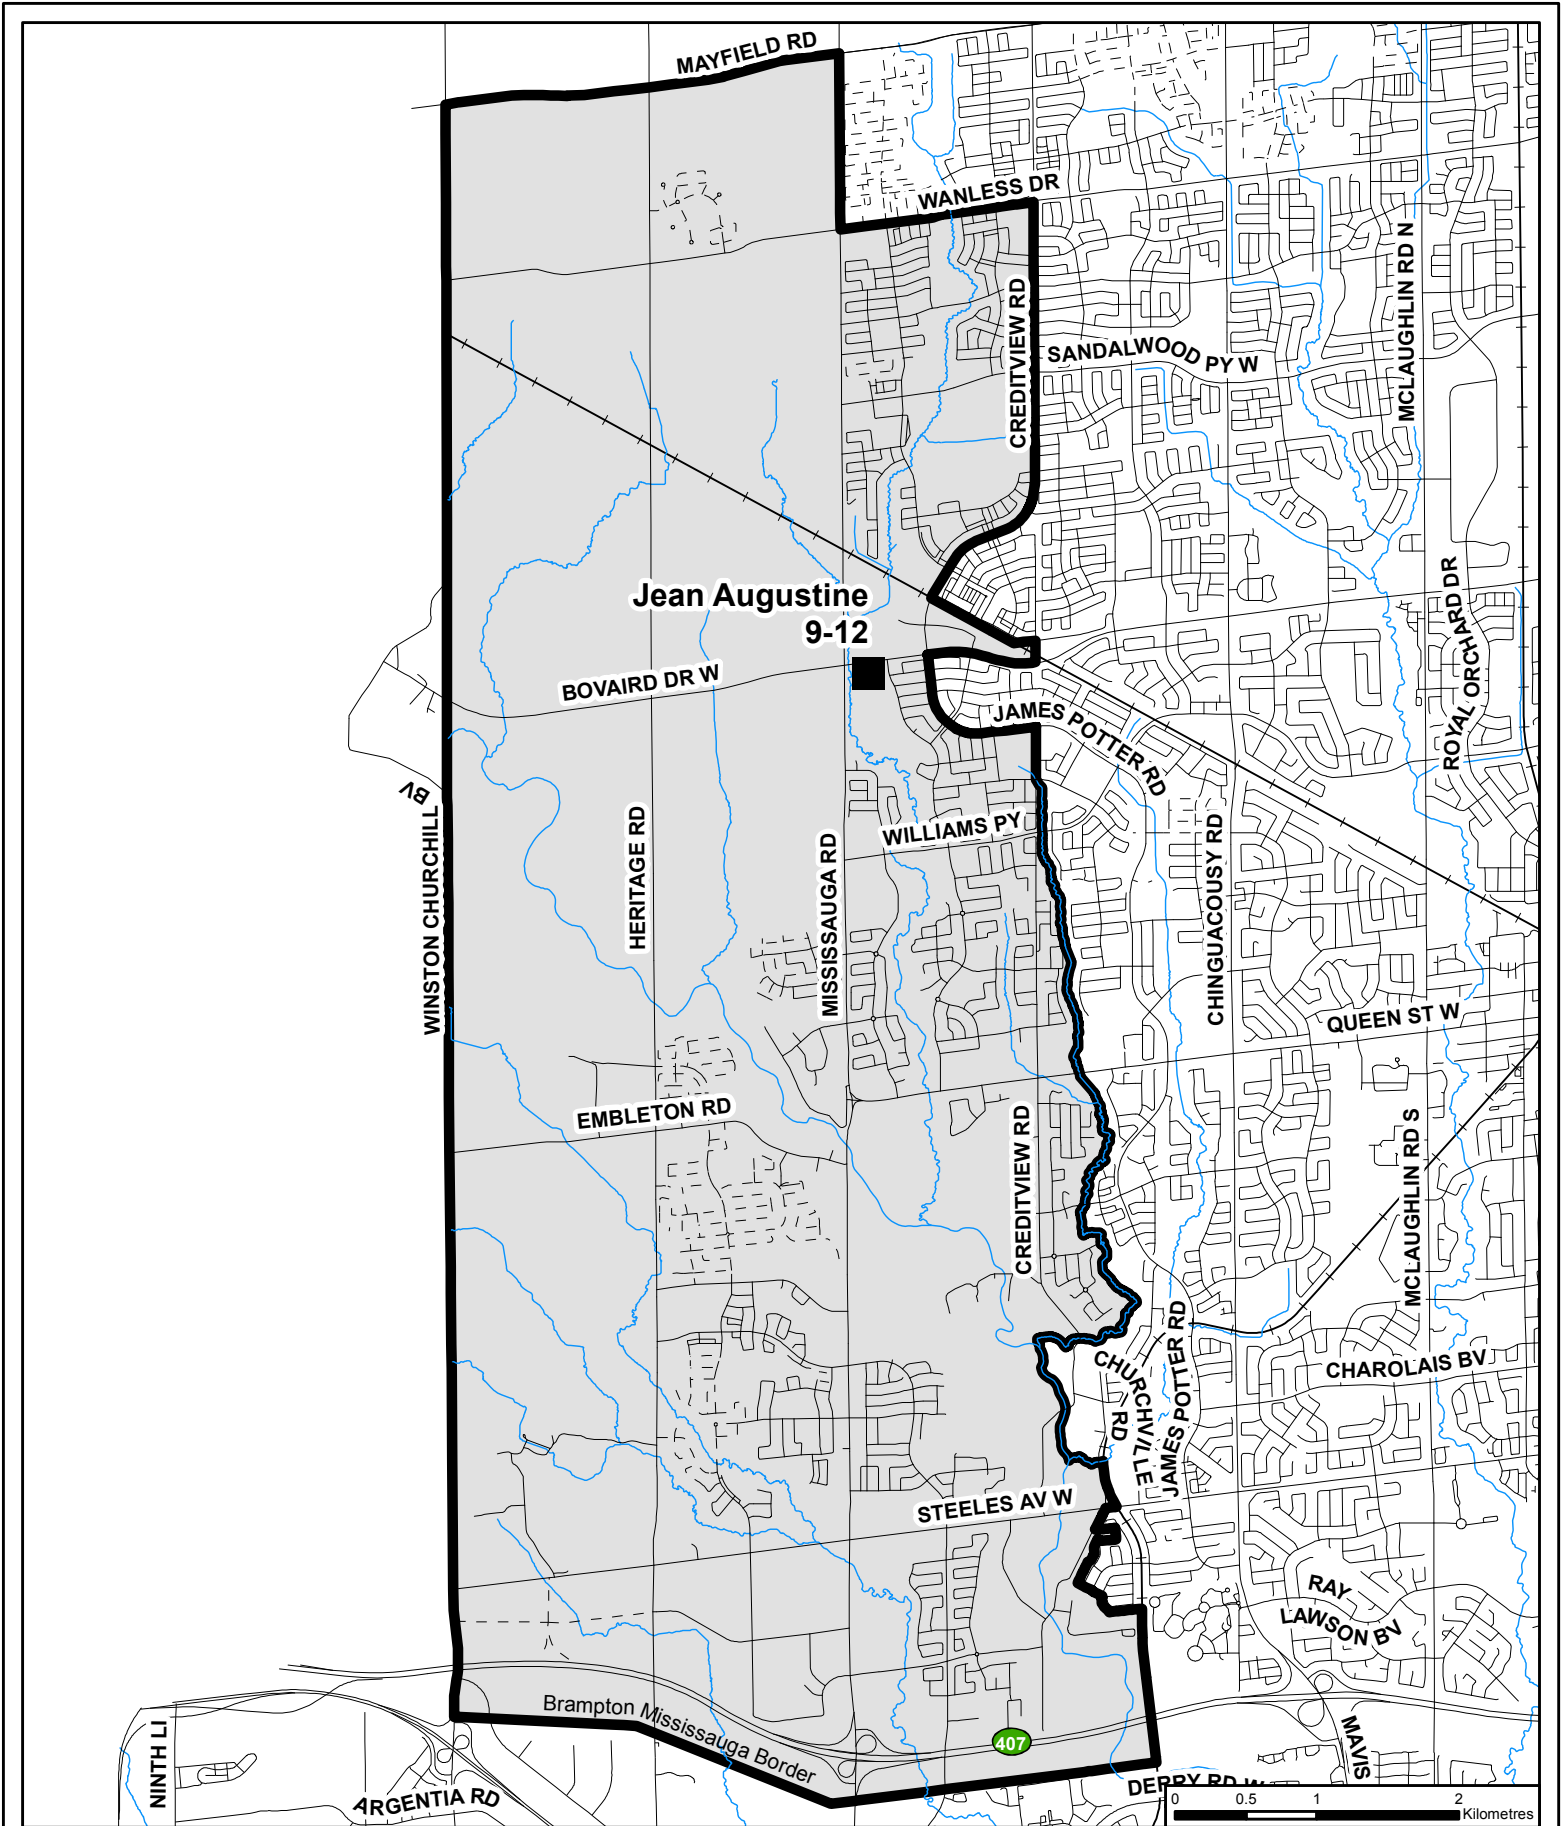 MAYFIELD RD
WANLESS DR
CREDITVIEW RD
SANDALWOOD PY W
MCLAUGHLIN RD N
Jean Augustine
9-12
BOVAIRD DR W
JAMES POTTER RD
ROYAL ORCHARD DR
WINSTON CHURCHILL
BV
HERITAGE RD
MISSISSAUGA RD
WILLIAMS PY
CHINGUACOUSY RD
QUEEN ST W
EMBLETON RD
CREDITVIEW RD
MCLAUGHLIN RD S
CHURCHVILLE
RD
JAMES POTTER RD
CHAROLAIS BV
STEELES AV W
RAY
LAWSON BV
Brampton Mississauga Border
407
MAVIS
NINTH LI
ARGENTIA RD
DERRY RD W
0 0.5 1 2
Kilometres